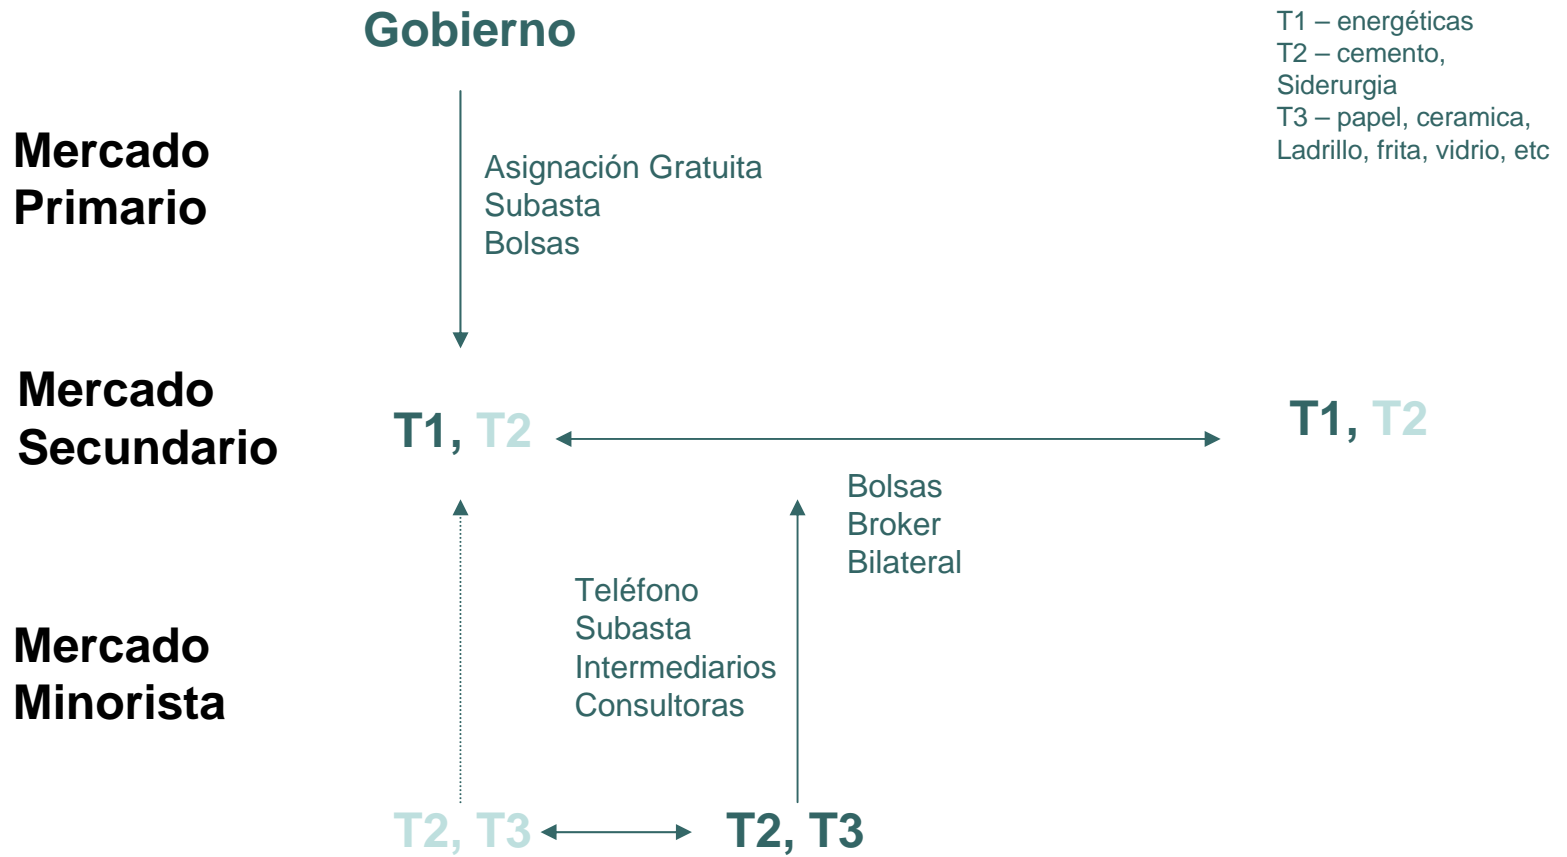 Gobierno
T1 – energéticas
T2 – cemento,
Siderurgia
T3 – papel, ceramica,
Ladrillo, frita, vidrio, etc
Mercado
Primario
Asignación Gratuita
Subasta
Bolsas
Mercado
Secundario
T1, T2
T1, T2
Bolsas
Broker
Bilateral
Teléfono
Subasta
Intermediarios
Consultoras
Mercado
Minorista
T2, T3
T2, T3